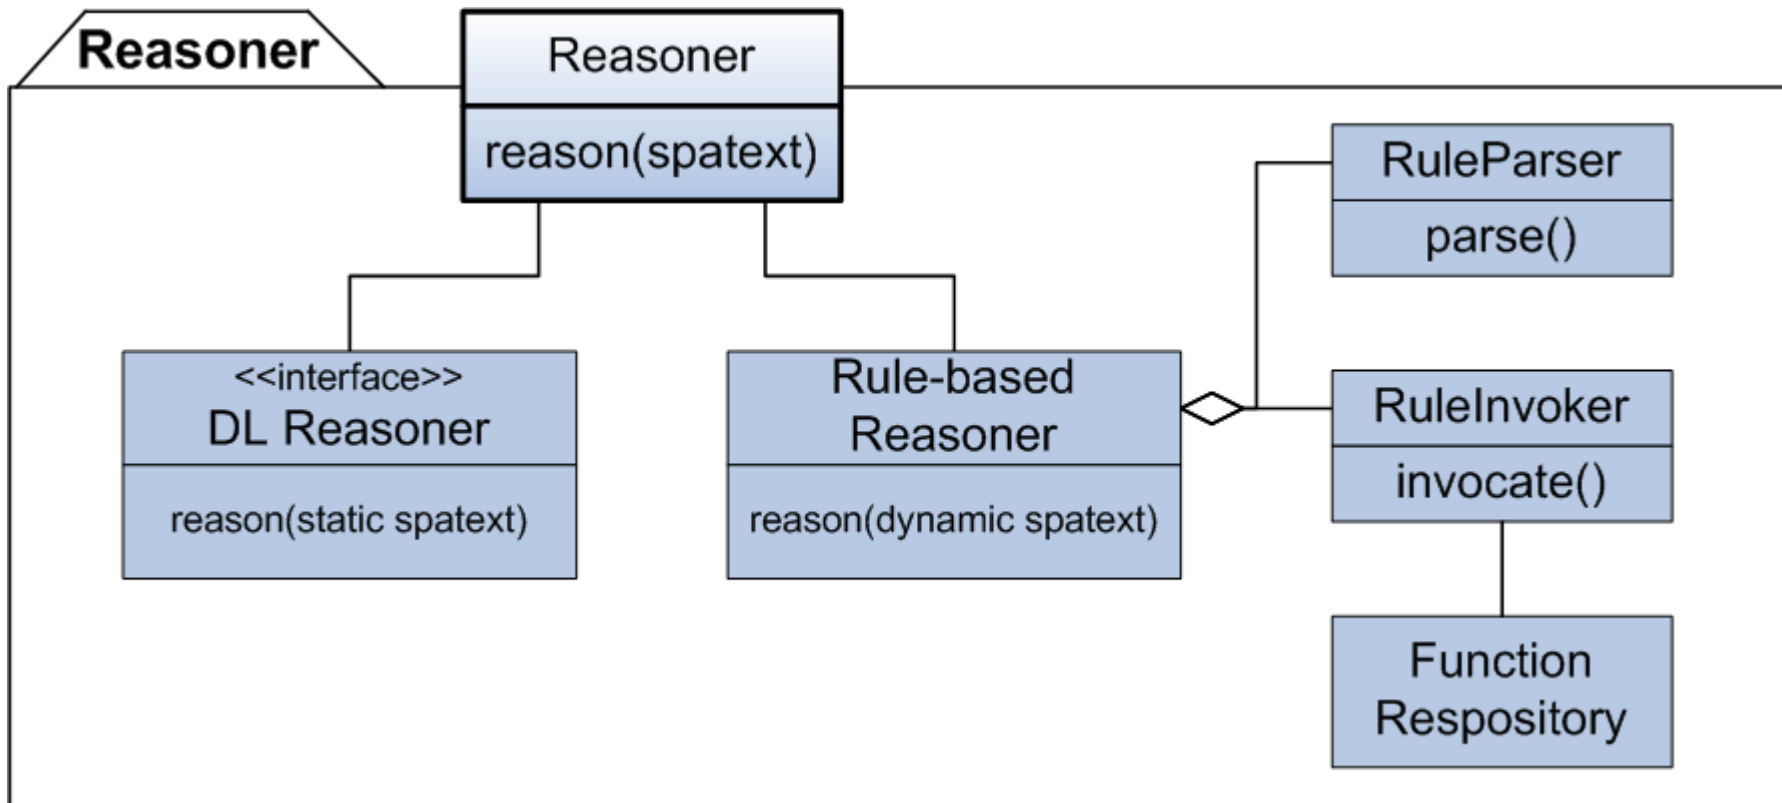 Reasoner
Reasoner
reason(spatext)
RuleParser
parse()
<<interface>>
DL Reasoner
reason(static spatext)
Rule-based
Reasoner
reason(dynamic spatext)
RuleInvoker
invocate()
Function
Respository